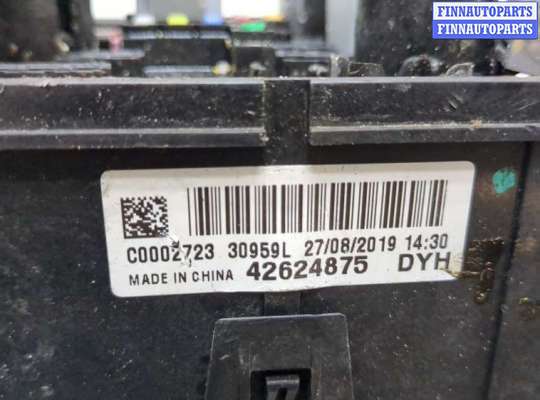 FINNAUTOPARTS
FINNAUTOPARTS
C0002723 30959L 27/08/2019 14:30
MADE IN CHINA 42624875 DYH